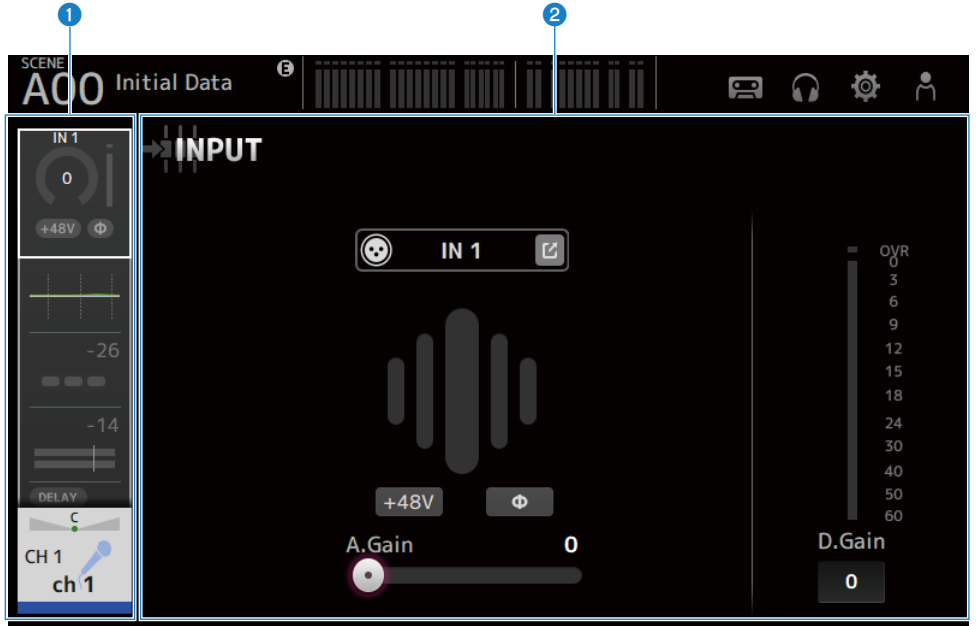 1 2
SCENE
A00 Initial Data E
IN 1
0
+48V Φ
-26
-14
DELAY
C
CH 1
ch 1
INPUT
IN 1
+48V Φ
A.Gain 0
OVR
0
3
6
9
12
15
18
24
30
40
50
60
D.Gain
0